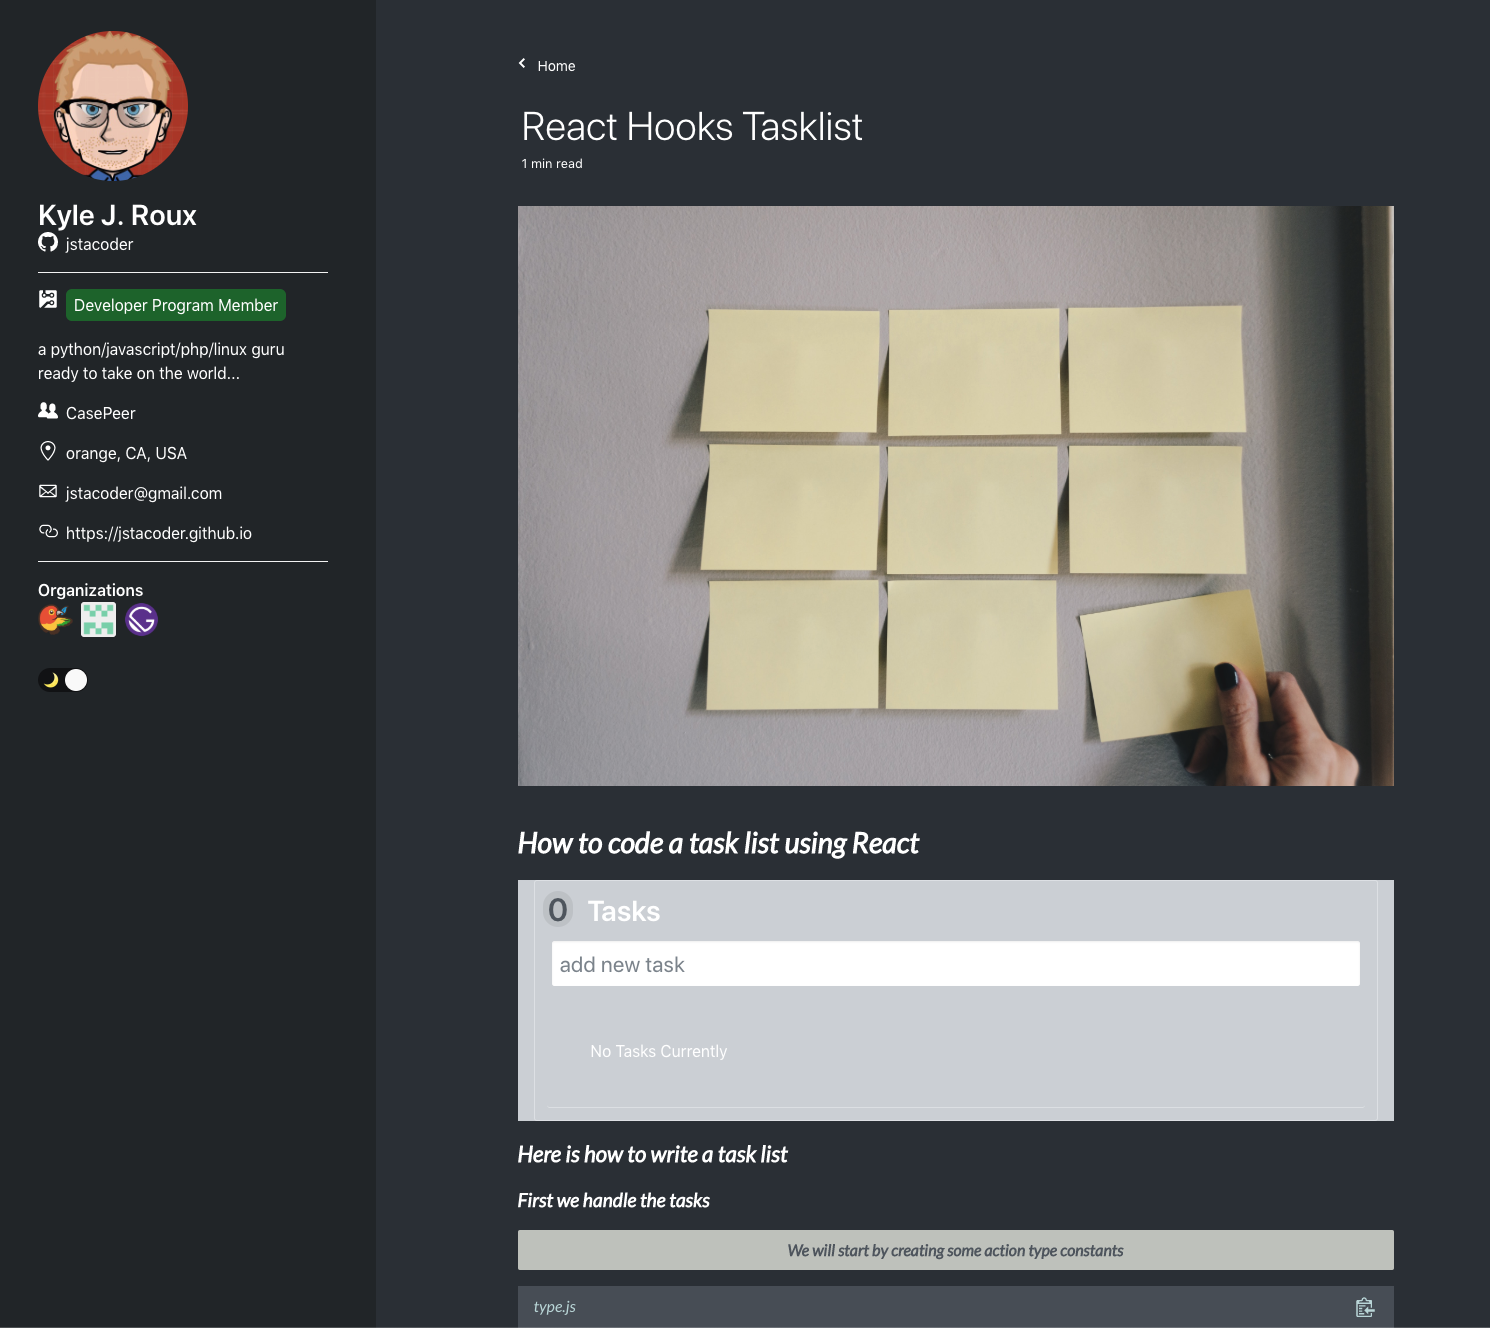 Kyle J. Roux
jstacoder
Developer Program Member
a python/javascript/php/linux guru
ready to take on the world...
CasePeer
orange, CA, USA
jstacoder@gmail.com
https://jstacoder.github.io
Organizations
Home
React Hooks Tasklist
1 min read
How to code a task list using React
0 Tasks
add new task
No Tasks Currently
Here is how to write a task list
First we handle the tasks
We will start by creating some action type constants
type.js